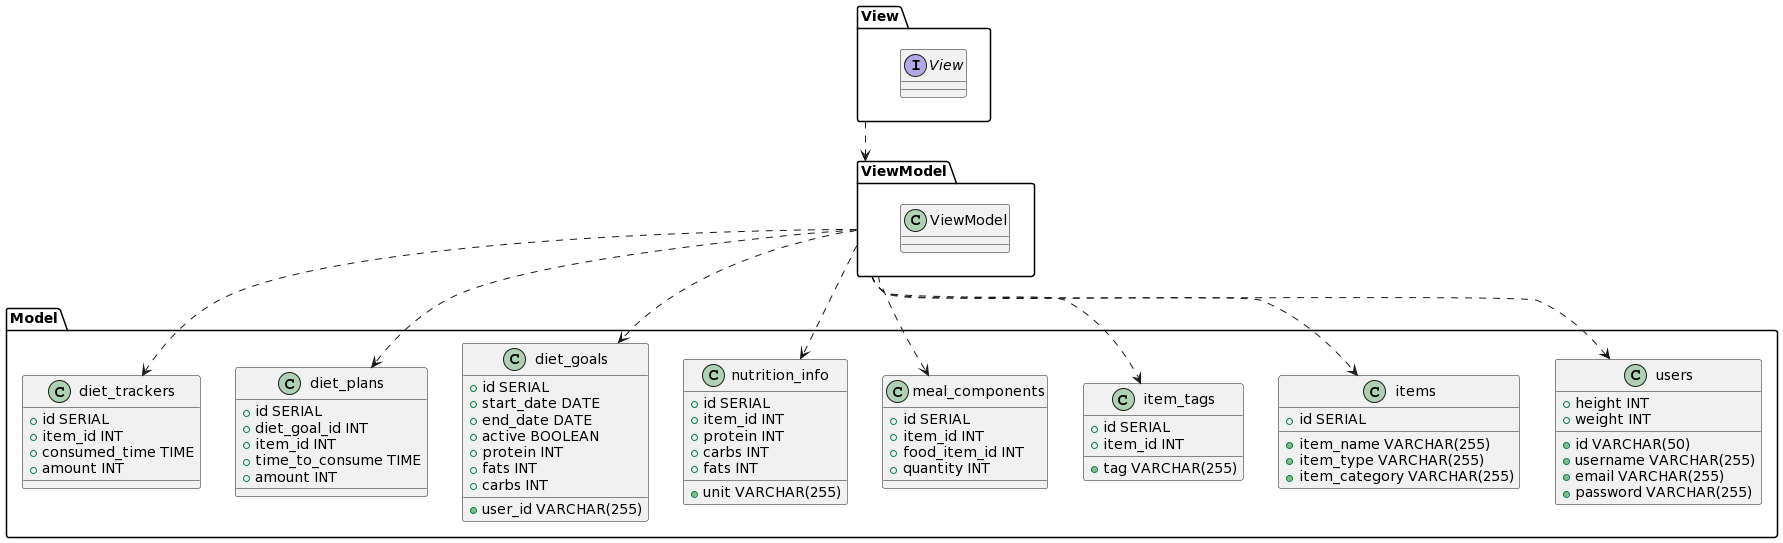 View
I View
ViewModel
C ViewModel
Model
C diet_trackers
id SERIAL
item_id INT
consumed_time TIME
amount INT
C diet_plans
id SERIAL
diet_goal_id INT
item_id INT
time_to_consume TIME
amount INT
C diet_goals
id SERIAL
start_date DATE
end_date DATE
active BOOLEAN
protein INT
fats INT
carbs INT
user_id VARCHAR(255)
C nutrition_info
id SERIAL
item_id INT
protein INT
carbs INT
fats INT
unit VARCHAR(255)
C meal_components
id SERIAL
item_id INT
food_item_id INT
quantity INT
C item_tags
id SERIAL
item_id INT
tag VARCHAR(255)
C items
id SERIAL
item_name VARCHAR(255)
item_type VARCHAR(255)
item_category VARCHAR(255)
C users
height INT
weight INT
id VARCHAR(50)
username VARCHAR(255)
email VARCHAR(255)
password VARCHAR(255)